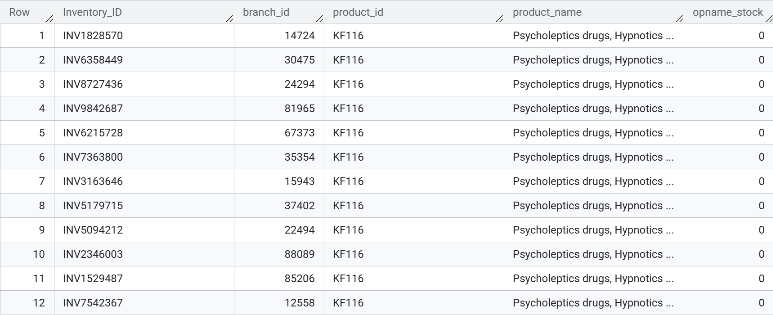 Row Inventory_ID branch_id product_id product_name opname_stock
1 INV1828570 14724 KF116 Psycholeptics drugs, Hypnotics ... 0
2 INV6358449 30475 KF116 Psycholeptics drugs, Hypnotics ... 0
3 INV8727436 24294 KF116 Psycholeptics drugs, Hypnotics ... 0
4 INV9842687 81965 KF116 Psycholeptics drugs, Hypnotics ... 0
5 INV6215728 67373 KF116 Psycholeptics drugs, Hypnotics ... 0
6 INV7363800 35354 KF116 Psycholeptics drugs, Hypnotics ... 0
7 INV3163646 15943 KF116 Psycholeptics drugs, Hypnotics ... 0
8 INV5179715 37402 KF116 Psycholeptics drugs, Hypnotics ... 0
9 INV5094212 22494 KF116 Psycholeptics drugs, Hypnotics ... 0
10 INV2346003 88089 KF116 Psycholeptics drugs, Hypnotics ... 0
11 INV1529487 85206 KF116 Psycholeptics drugs, Hypnotics ... 0
12 INV7542367 12558 KF116 Psycholeptics drugs, Hypnotics ... 0